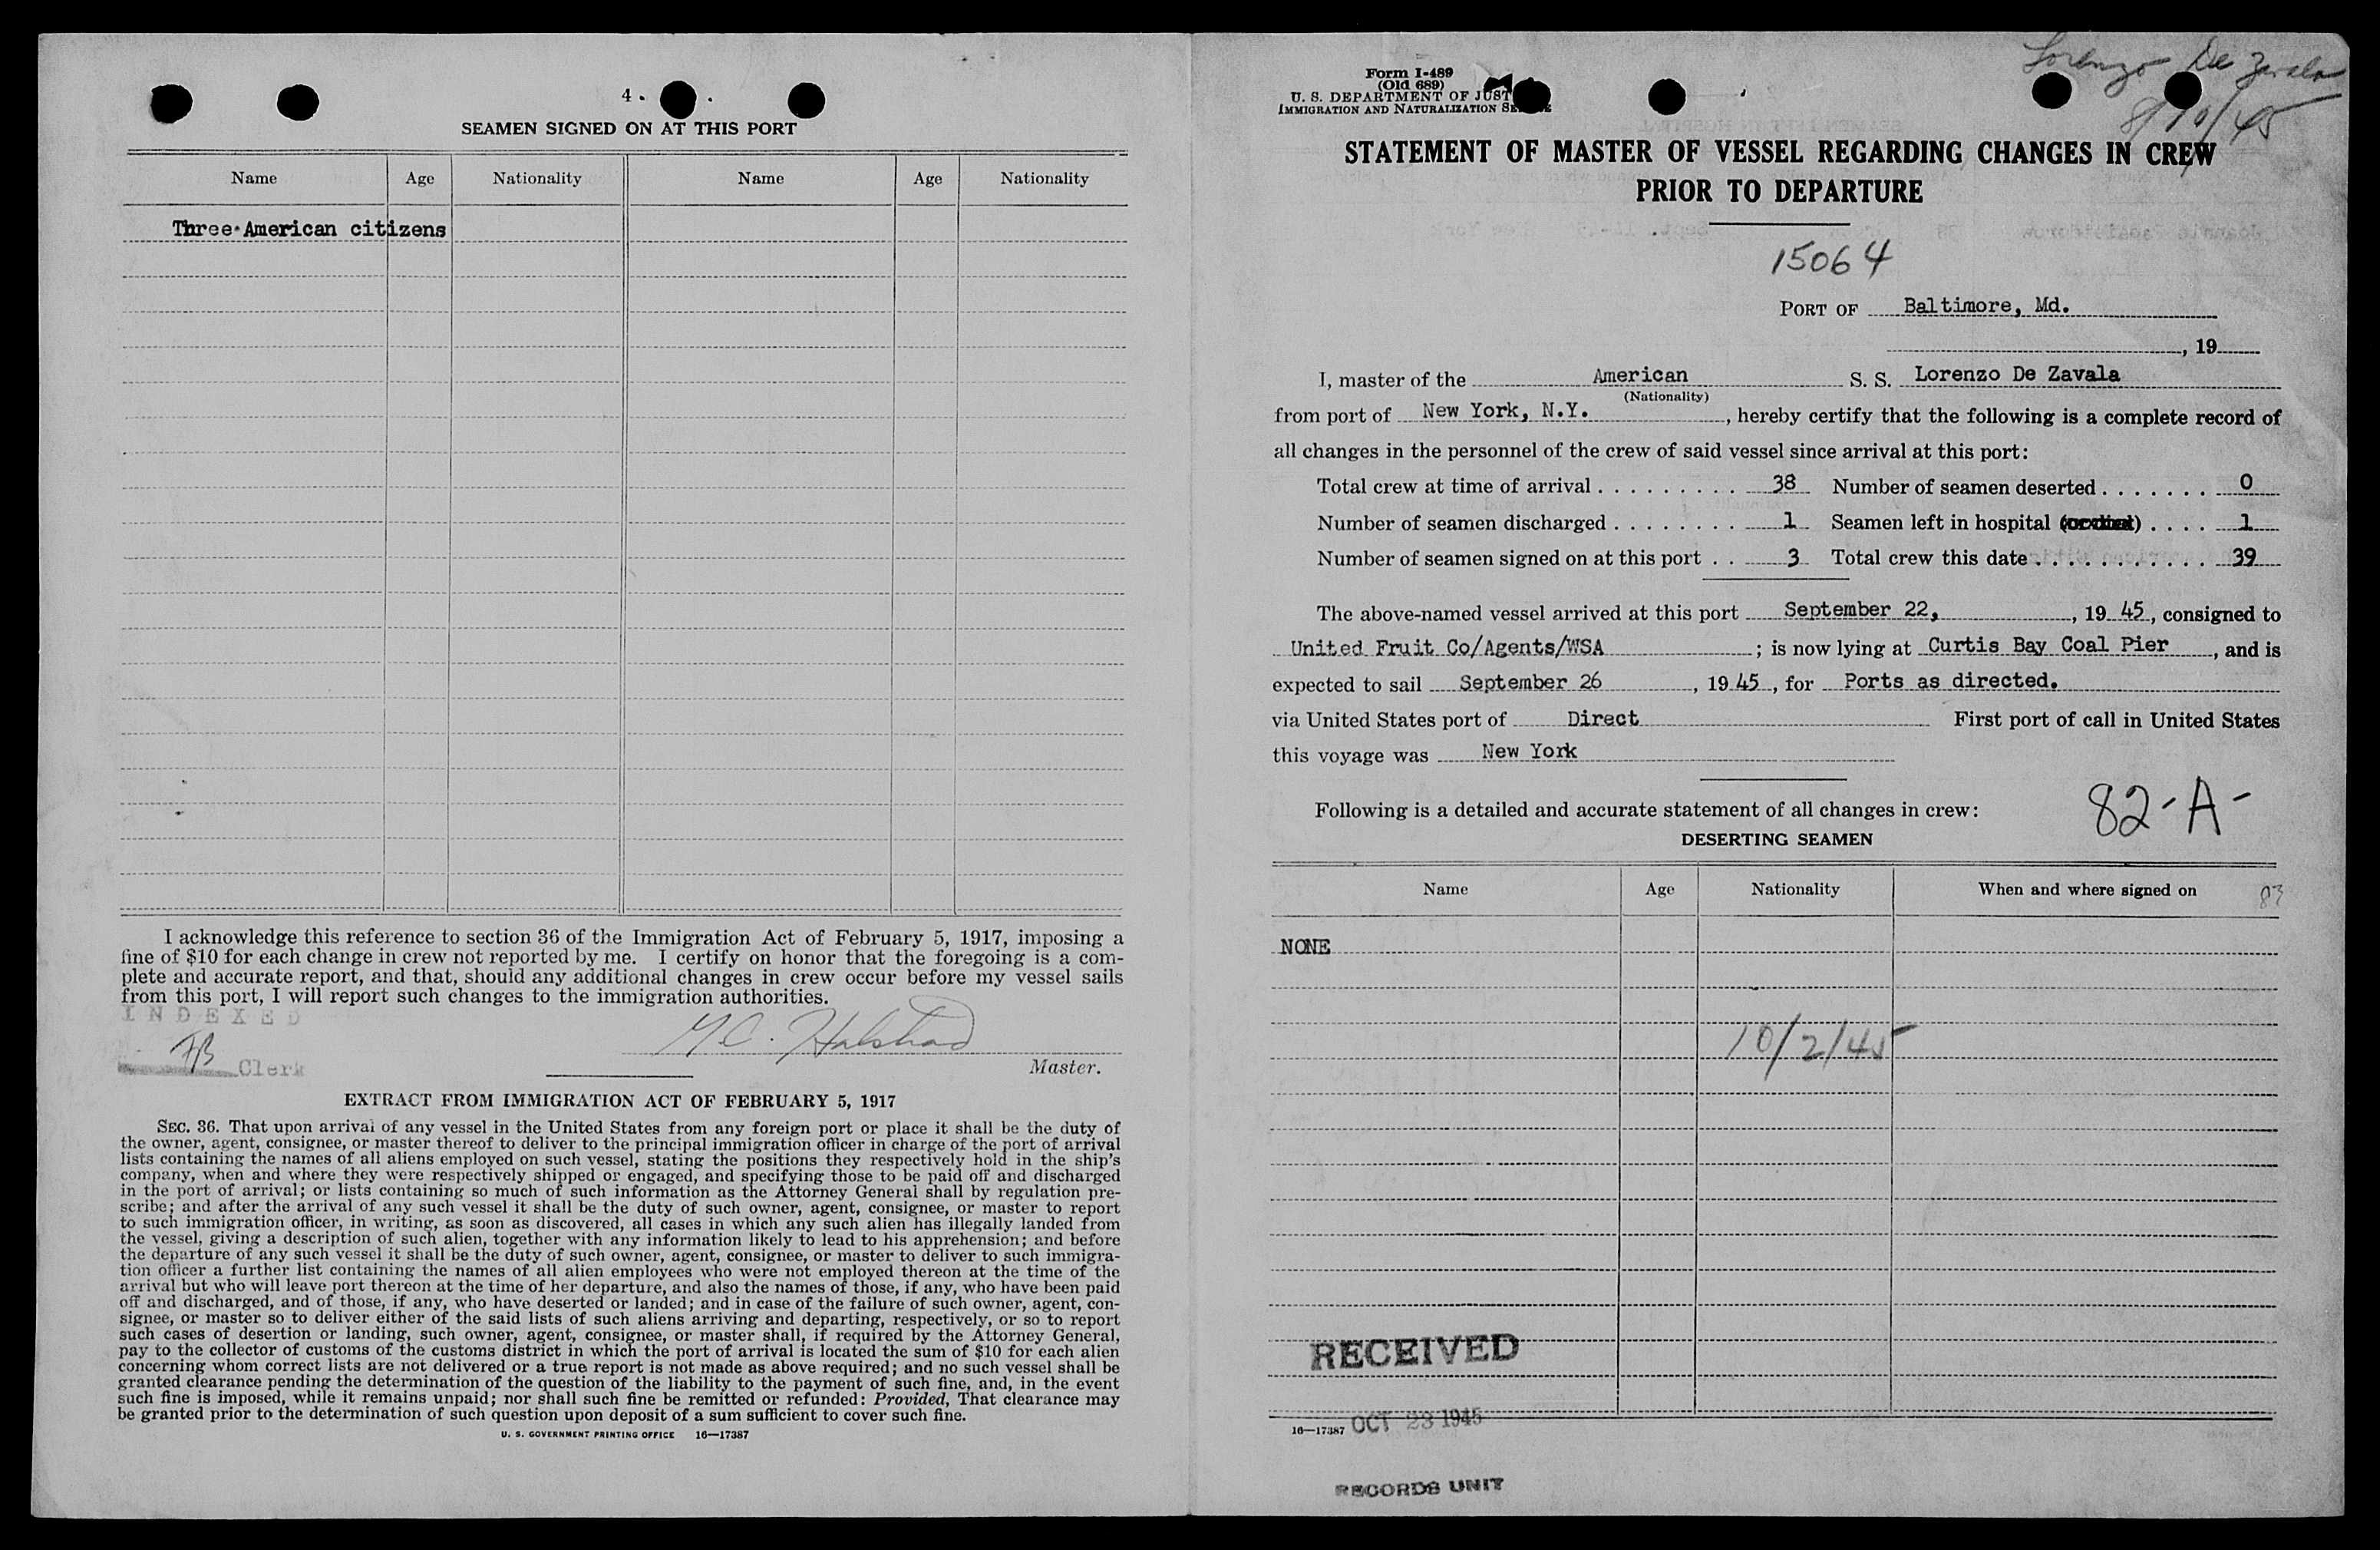 4
SEAMEN SIGNED ON AT THIS PORT
Name Age Nationality Name Age Nationality
Three American citizens
I acknowledge this reference to section 36 of the Immigration Act of February 5, 1917, imposing a
fine of $10 for each change in crew not reported by me. I certify on honor that the foregoing is a com-
plete and accurate report, and that, should any additional changes in crew occur before my vessel sails
from this port, I will report such changes to the immigration authorities.
INDEXED
FB Clerk
Halstead
Master.
EXTRACT FROM IMMIGRATION ACT OF FEBRUARY 5, 1917
SEC. 36. That upon arrival of any vessel in the United States from any foreign port or place it shall be the duty of
the owner, agent, consignee, or master thereof to deliver to the principal immigration officer in charge of the port of arrival
lists containing the names of all aliens employed on such vessel, stating the positions they respectively hold in the ship's
company, when and where they were respectively shipped or engaged, and specifying those to be paid off and discharged
in the port of arrival; or lists containing so much of such information as the Attorney General shall by regulation pre-
scribe; and after the arrival of any such vessel it shall be the duty of such owner, agent, consignee, or master to report
to such immigration officer, in writing, as soon as discovered, all cases in which any such alien has illegally landed from
the vessel, giving a description of such alien, together with any information likely to lead to his apprehension; and before
the departure of any such vessel it shall be the duty of such owner, agent, consignee, or master to deliver to such immigra-
tion officer a further list containing the names of all alien employees who were not employed thereon at the time of the
arrival but who will leave port thereon at the time of her departure, and also the names of those, if any, who have been paid
off and discharged, and of those, if any, who have deserted or landed; and in case of the failure of such owner, agent, con-
signee, or master so to deliver either of the said lists of such aliens arriving and departing, respectively, or so to report
such cases of desertion or landing, such owner, agent, consignee, or master shall, if required by the Attorney General,
pay to the collector of customs of the customs district in which the port of arrival is located the sum of $10 for each alien
concerning whom correct lists are not delivered or a true report is not made as above required; and no such vessel shall be
granted clearance pending the determination of the question of the liability to the payment of such fine, and, in the event
such fine is imposed, while it remains unpaid; nor shall such fine be remitted or refunded: Provided, That clearance may
be granted prior to the determination of such question upon deposit of a sum sufficient to cover such fine.
U. S. GOVERNMENT PRINTING OFFICE 16—17387
Lorenzo De Zavala
8/10/45
Form I-489
(Old 689)
U. S. DEPARTMENT OF JUST
IMMIGRATION AND NATURALIZATION SE
STATEMENT OF MASTER OF VESSEL REGARDING CHANGES IN CREW
PRIOR TO DEPARTURE
15064
PORT OF Baltimore, Md.
, 19
I, master of the American S. S. Lorenzo De Zavala
(Nationality)
from port of New York, N.Y. , hereby certify that the following is a complete record of
all changes in the personnel of the crew of said vessel since arrival at this port:
Total crew at time of arrival . . . . . . . . . 38 Number of seamen deserted . . . . . . . 0
Number of seamen discharged . . . . . . . . 1 Seamen left in hospital (or died) . . . . 1
Number of seamen signed on at this port . . 3 Total crew this date . . . . . . . . . . . 39
The above-named vessel arrived at this port September 22, , 19 45, consigned to
United Fruit Co/Agents/WSA ; is now lying at Curtis Bay Coal Pier , and is
expected to sail September 26 , 19 45 , for Ports as directed.
via United States port of Direct First port of call in United States
this voyage was New York
Following is a detailed and accurate statement of all changes in crew:
82-A-
DESERTING SEAMEN
Name Age Nationality When and where signed on 83
NONE
10/2/45
RECEIVED
16—17387 OCT 23 1945
RECORDS UNIT